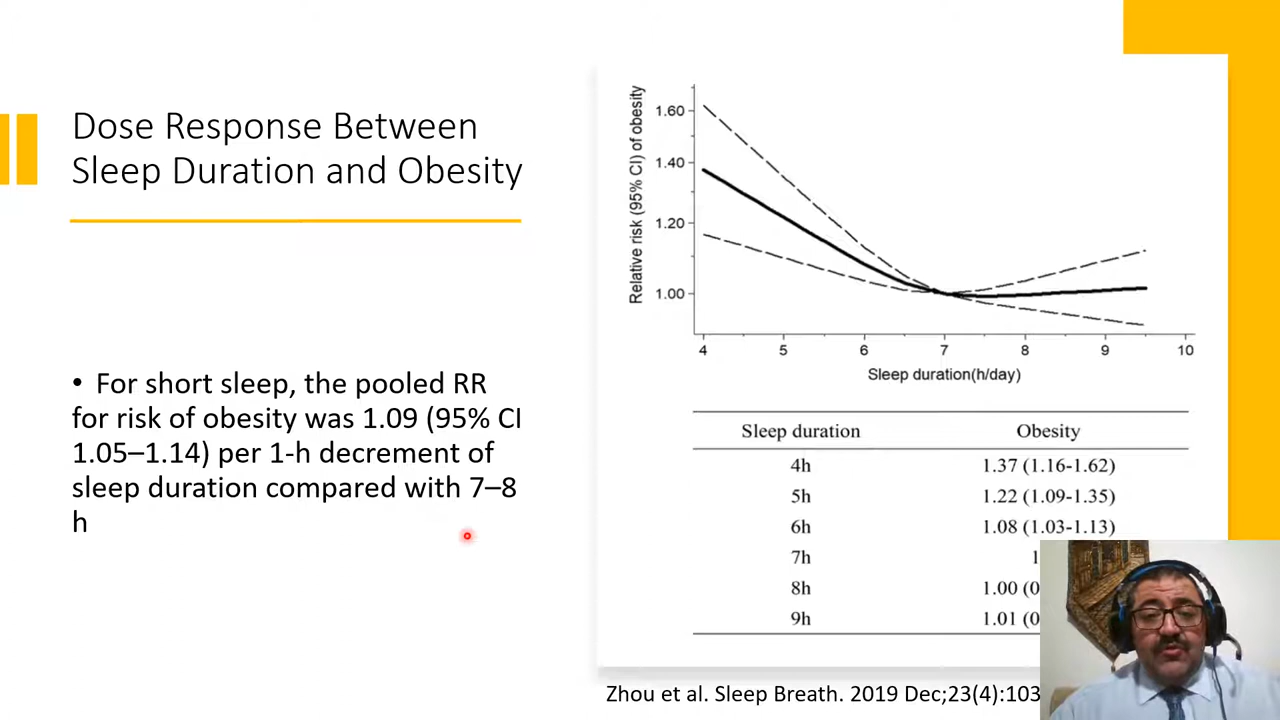 Dose Response Between
Sleep Duration and Obesity
• For short sleep, the pooled RR
for risk of obesity was 1.09 (95% CI
1.05–1.14) per 1-h decrement of
sleep duration compared with 7–8
h
Relative risk (95% CI) of obesity
1.60
1.40
1.20
1.00
4 5 6 7 8 9 10
Sleep duration(h/day)
Sleep duration Obesity
4h 1.37 (1.16-1.62)
5h 1.22 (1.09-1.35)
6h 1.08 (1.03-1.13)
7h 1
8h 1.00 (0
9h 1.01 (0
Zhou et al. Sleep Breath. 2019 Dec;23(4):103